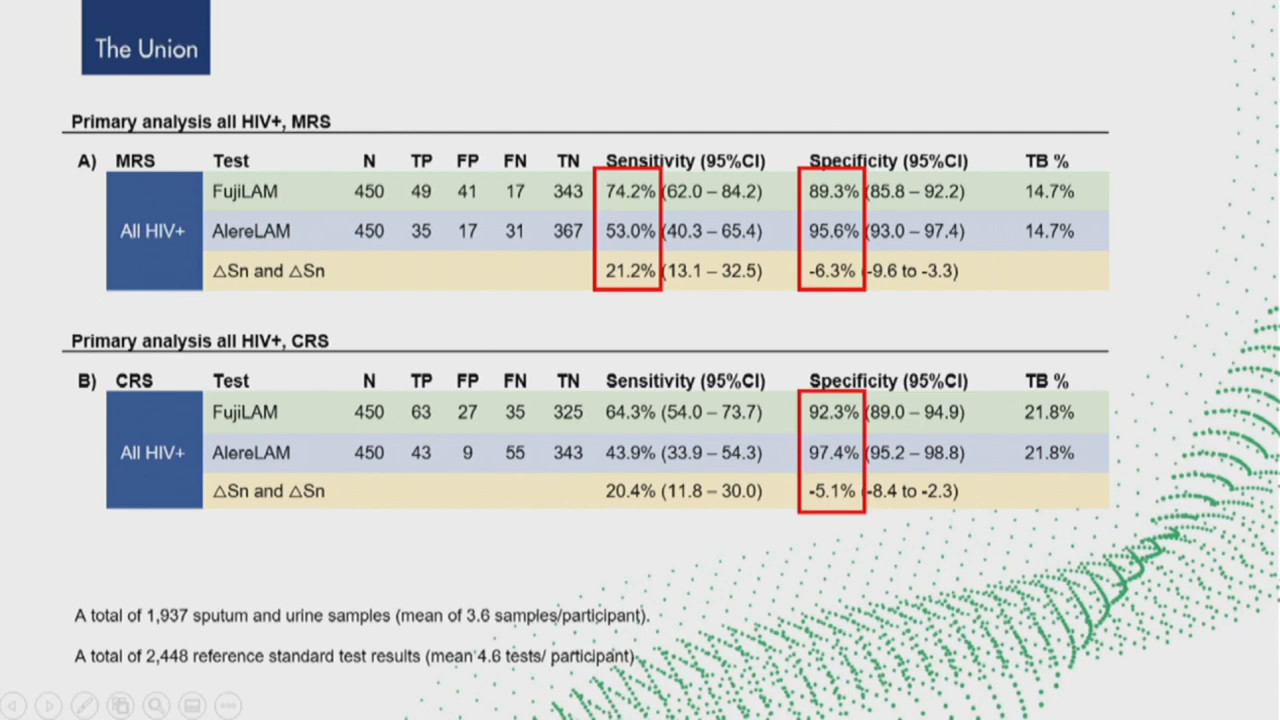 The Union
Primary analysis all HIV+, MRS
A) MRS Test N TP FP FN TN Sensitivity (95%CI) Specificity (95%CI) TB %
All HIV+
FujiLAM 450 49 41 17 343 74.2% (62.0 – 84.2) 89.3% (85.8 – 92.2) 14.7%
AlereLAM 450 35 17 31 367 53.0% (40.3 – 65.4) 95.6% (93.0 – 97.4) 14.7%
△Sn and △Sn 21.2% (13.1 – 32.5) -6.3% (-9.6 to -3.3)
Primary analysis all HIV+, CRS
B) CRS Test N TP FP FN TN Sensitivity (95%CI) Specificity (95%CI) TB %
All HIV+
FujiLAM 450 63 27 35 325 64.3% (54.0 – 73.7) 92.3% (89.0 – 94.9) 21.8%
AlereLAM 450 43 9 55 343 43.9% (33.9 – 54.3) 97.4% (95.2 – 98.8) 21.8%
△Sn and △Sn 20.4% (11.8 – 30.0) -5.1% (-8.4 to -2.3)
A total of 1,937 sputum and urine samples (mean of 3.6 samples/participant).
A total of 2,448 reference standard test results (mean 4.6 tests/ participant)